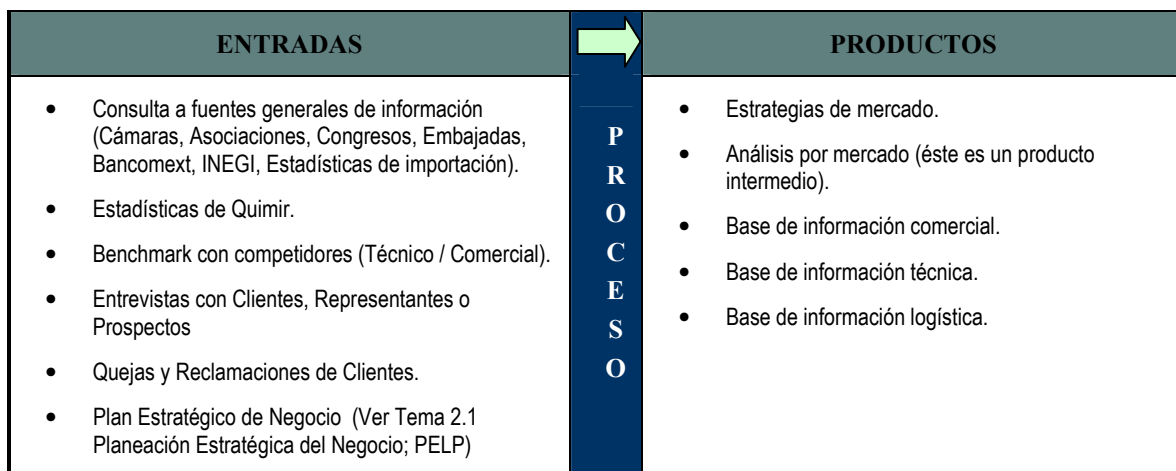 ENTRADAS
• Consulta a fuentes generales de información
(Cámaras, Asociaciones, Congresos, Embajadas,
Bancomext, INEGI, Estadísticas de importación).
• Estadísticas de Quimir.
• Benchmark con competidores (Técnico / Comercial).
• Entrevistas con Clientes, Representantes o
Prospectos
• Quejas y Reclamaciones de Clientes.
• Plan Estratégico de Negocio (Ver Tema 2.1
Planeación Estratégica del Negocio; PELP)
P
R
O
C
E
S
O
PRODUCTOS
• Estrategias de mercado.
• Análisis por mercado (éste es un producto
intermedio).
• Base de información comercial.
• Base de información técnica.
• Base de información logística.